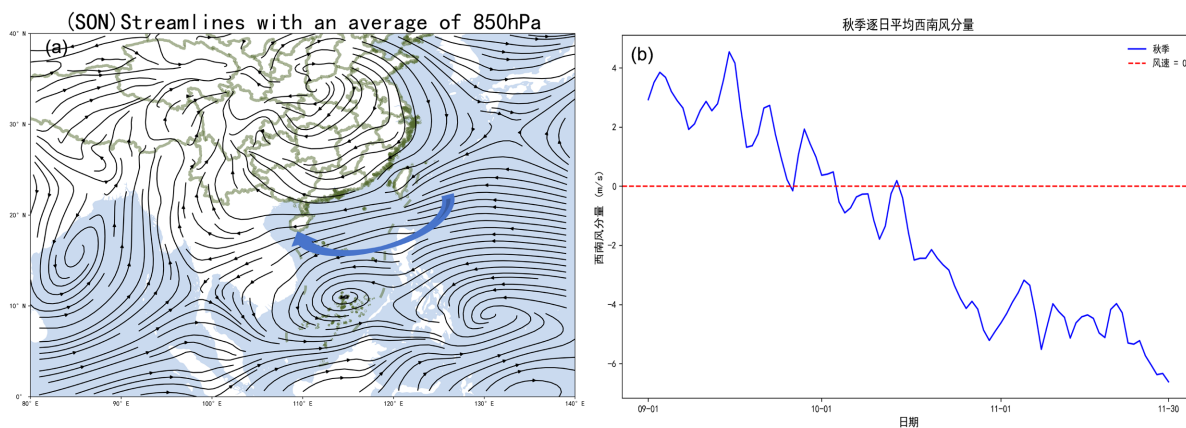 (SON)Streamlines with an average of 850hPa
(a)
40° N
30° N
20° N
10° N
0°
80° E
90° E
100° E
110° E
120° E
130° E
140° E
秋季逐日平均西南风分量
(b)
秋季
风速 = 0
西南风分量 (m/s)
4
2
0
−2
−4
−6
09-01
10-01
11-01
11-30
日期